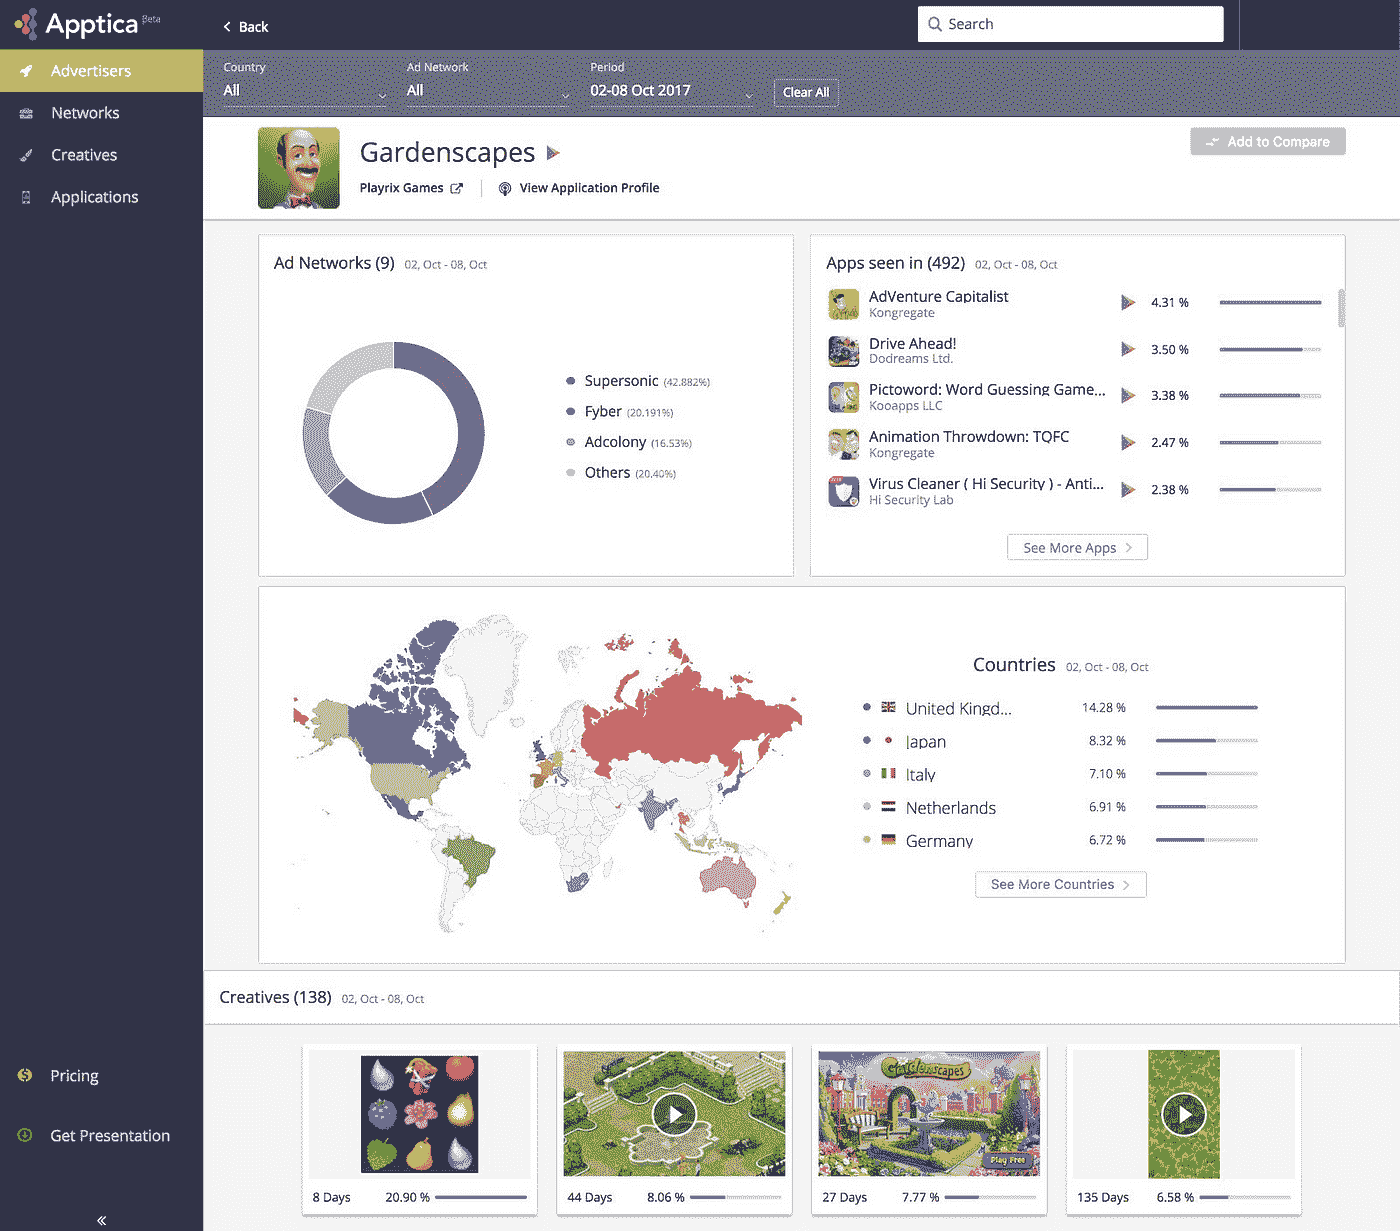 Apptica Beta
Back
Search
Advertisers
Networks
Creatives
Applications
Country
All
Ad Network
All
Period
02-08 Oct 2017
Clear All
Gardenscapes
Playrix Games
View Application Profile
Add to Compare
Ad Networks (9) 02, Oct - 08, Oct
Supersonic (42.882%)
Fyber (20.191%)
Adcolony (16.53%)
Others (20.40%)
Apps seen in (492) 02, Oct - 08, Oct
AdVenture Capitalist
Kongregate
4.31 %
Drive Ahead!
Dodreams Ltd.
3.50 %
Pictoword: Word Guessing Game...
Kooapps LLC
3.38 %
Animation Throwdown: TQFC
Kongregate
2.47 %
Virus Cleaner ( Hi Security ) - Anti...
Hi Security Lab
2.38 %
See More Apps
Countries 02, Oct - 08, Oct
United Kingd... 14.28 %
Japan 8.32 %
Italy 7.10 %
Netherlands 6.91 %
Germany 6.72 %
See More Countries
Creatives (138) 02, Oct - 08, Oct
8 Days 20.90 %
44 Days 8.06 %
Gardenscapes
Play Free!
27 Days 7.77 %
135 Days 6.58 %
Pricing
Get Presentation